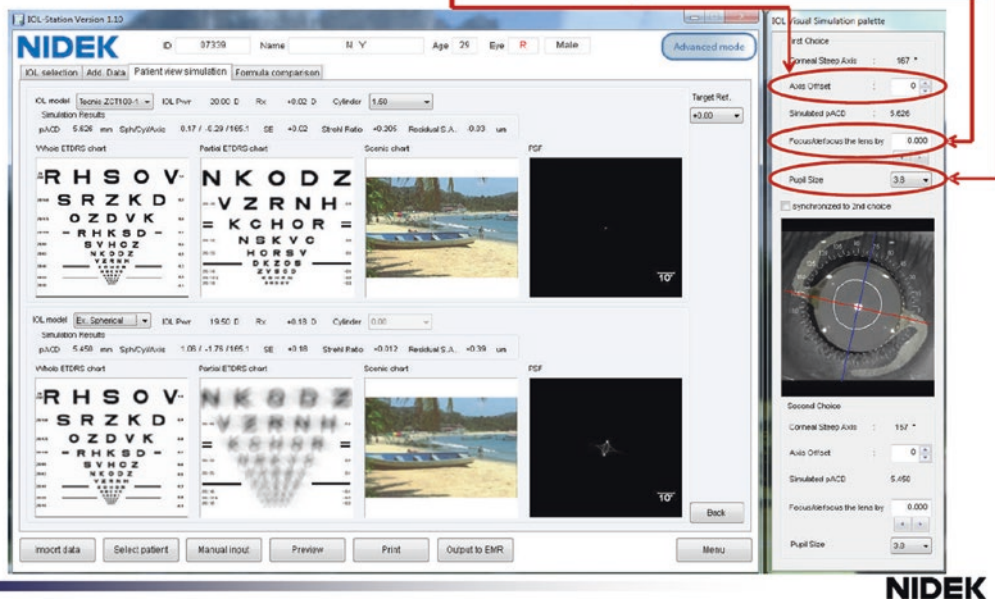 IOL-Station Version 1.10
NIDEK
ID 07339 Name N Y Age 29 Eye R Male
Advanced mode
IOL selection Add. Data Patient view simulation Formula comparison
IOL model Tecnis ZCT100-1 IOL Pwr 20.00 D Rx +0.02 D Cylinder 1.50
Target Ref.
+0.00
Simulation Results
pACD 5.626 mm Sph/Cyl/Axis 0.17 / -0.29 /165.1 SE +0.02 Strehl Ratio +0.205 Residual S.A. -0.03 um
Whole ETDRS chart Partial ETDRS chart Scenic chart PSF
R H S O V
S R Z K D
O Z D V K
R H K S D
S V H C Z
N K O D Z
V Z R N H
N K O D Z
V Z R N H
K C H O R
N S K V C
H O R S V
D K Z O S
10'
IOL model Ex. Spherical IOL Pwr 19.50 D Rx +0.18 D Cylinder 0.00
Simulation Results
pACD 5.450 mm Sph/Cyl/Axis 1.06 / -1.76 /165.1 SE +0.18 Strehl Ratio +0.012 Residual S.A. +0.39 um
Whole ETDRS chart Partial ETDRS chart Scenic chart PSF
R H S O V
S R Z K D
O Z D V K
R H K S D
S V H C Z
N K O D Z
V Z R N H
N K O D Z
V Z R N H
10'
Back
Import data Select patient Manual input Preview Print Output to EMR Menu
IOL Visual Simulation palette
First Choice
Corneal Steep Axis : 167 °
Axis Offset : 0
Simulated pACD : 5.626
Focus/defocus the lens by 0.000
Pupil Size 3.3
synchronized to 2nd choice
Second Choice
Corneal Steep Axis : 157 °
Axis Offset : 0
Simulated pACD 5.450
Focus/defocus the lens by 0.000
Pupil Size 3.3
NIDEK